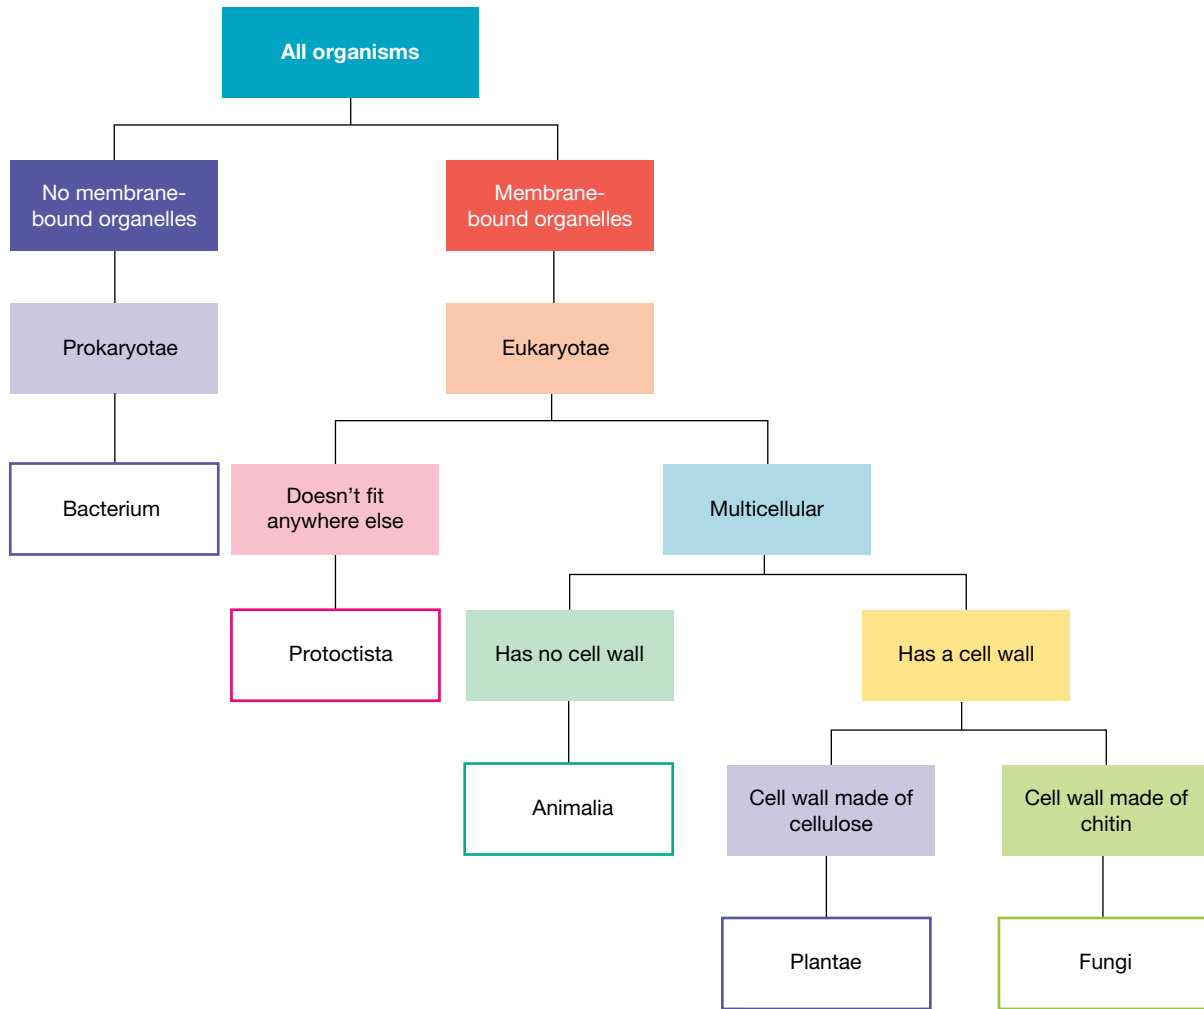 All organisms
No membrane-
bound organelles
Membrane-
bound organelles
Prokaryotae
Eukaryotae
Bacterium
Doesn’t fit
anywhere else
Multicellular
Protoctista
Has no cell wall
Has a cell wall
Animalia
Cell wall made of
cellulose
Cell wall made of
chitin
Plantae
Fungi